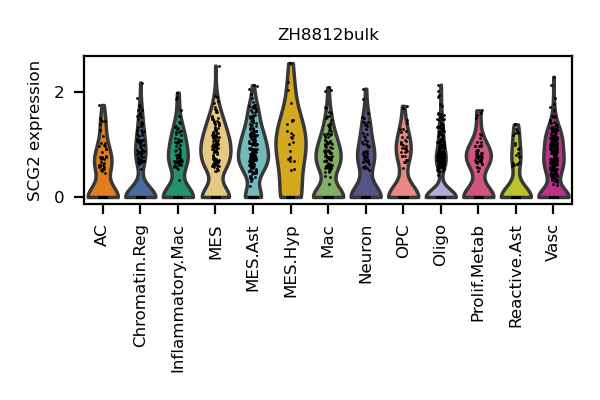 ZH8812bulk
SCG2 expression
2
0
AC
Chromatin.Reg
Inflammatory.Mac
MES
MES.Ast
MES.Hyp
Mac
Neuron
OPC
Oligo
Prolif.Metab
Reactive.Ast
Vasc